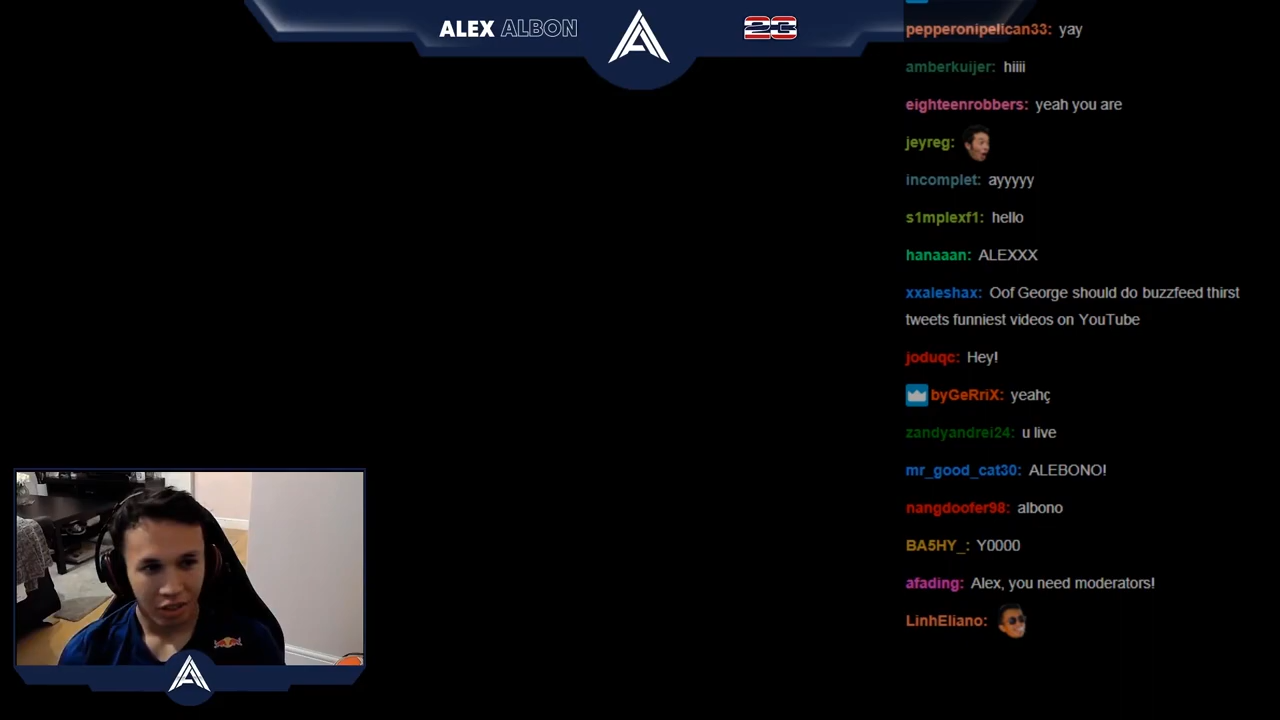 ALEX ALBON
23
pepperonipelican33: yay
amberkuijer: hiiii
eighteenrobbers: yeah you are
jeyreg:
incomplet: ayyyyy
s1mplexf1: hello
hanaaan: ALEXXX
xxaleshax: Oof George should do buzzfeed thirst
tweets funniest videos on YouTube
joduqc: Hey!
byGeRriX: yeahç
zandyandrei24: u live
mr_good_cat30: ALEBONO!
nangdoofer98: albono
BA5HY_: Y0000
afading: Alex, you need moderators!
LinhEliano: